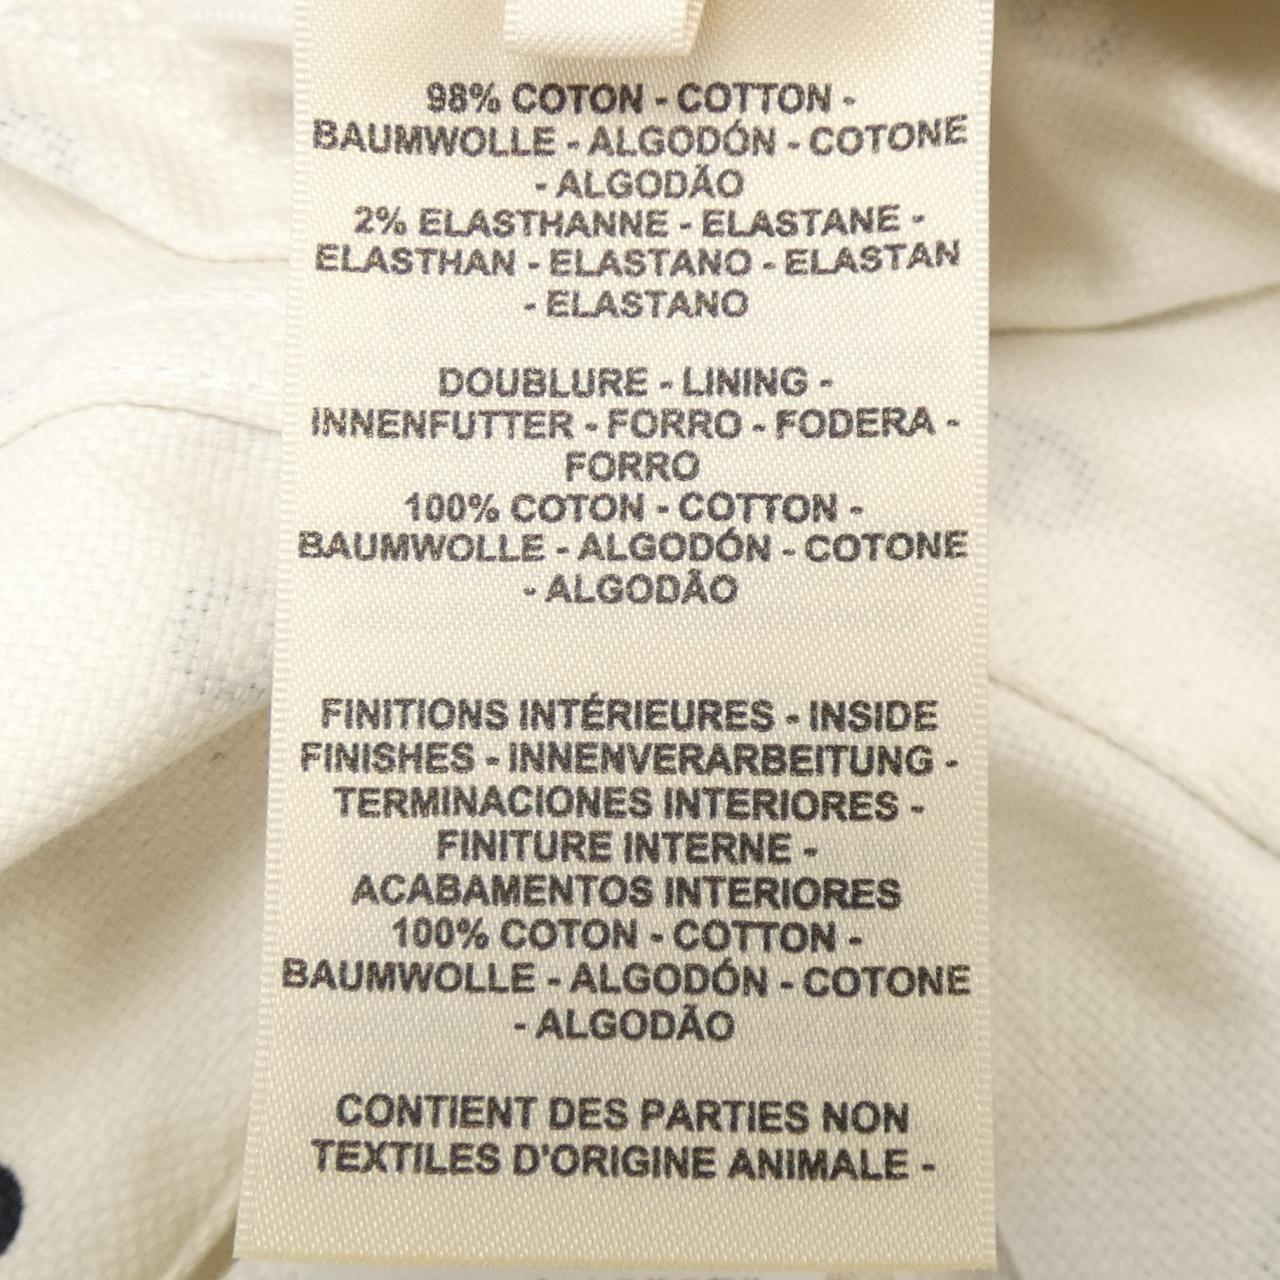 98% COTON - COTTON -
BAUMWOLLE - ALGODÓN - COTONE
- ALGODÃO
2% ELASTHANNE - ELASTANE -
ELASTHAN - ELASTANO - ELASTAN
- ELASTANO
DOUBLURE - LINING -
INNENFUTTER - FORRO - FODERA -
FORRO
100% COTON - COTTON -
BAUMWOLLE - ALGODÓN - COTONE
- ALGODÃO
FINITIONS INTÉRIEURES - INSIDE
FINISHES - INNENVERARBEITUNG -
TERMINACIONES INTERIORES -
FINITURE INTERNE -
ACABAMENTOS INTERIORES
100% COTON - COTTON -
BAUMWOLLE - ALGODÓN - COTONE
- ALGODÃO
CONTIENT DES PARTIES NON
TEXTILES D'ORIGINE ANIMALE -